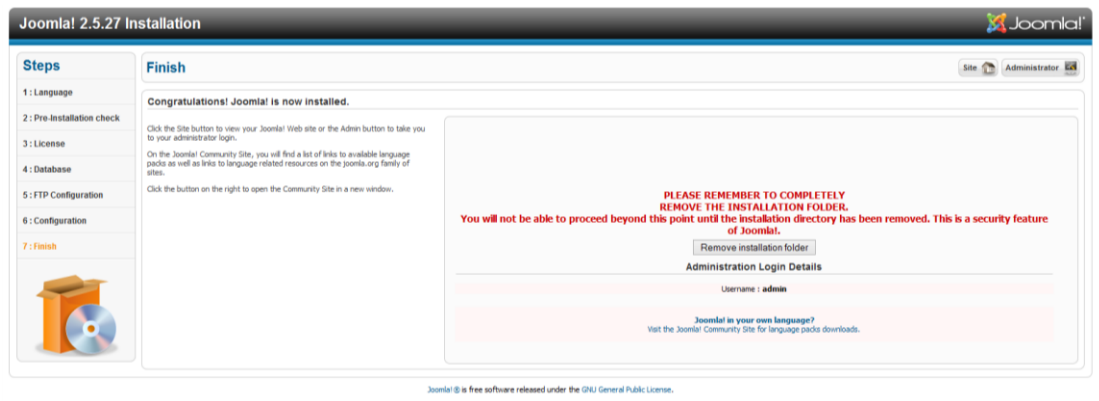 Joomla! 2.5.27 Installation
Joomla!
Steps
1 : Language
2 : Pre-Installation check
3 : License
4 : Database
5 : FTP Configuration
6 : Configuration
7 : Finish
Finish
Site
Administrator
Congratulations! Joomla! is now installed.
Click the Site button to view your Joomla! Web site or the Admin button to take you
to your administrator login.
On the Joomla! Community Site, you will find a list of links to available language
packs as well as links to language related resources on the joomla.org family of
sites.
Click the button on the right to open the Community Site in a new window.
PLEASE REMEMBER TO COMPLETELY
REMOVE THE INSTALLATION FOLDER.
You will not be able to proceed beyond this point until the installation directory has been removed. This is a security feature
of Joomla!.
Remove installation folder
Administration Login Details
Username : admin
Joomla! in your own language?
Visit the Joomla! Community Site for language packs downloads.
Joomla! ® is free software released under the GNU General Public License.